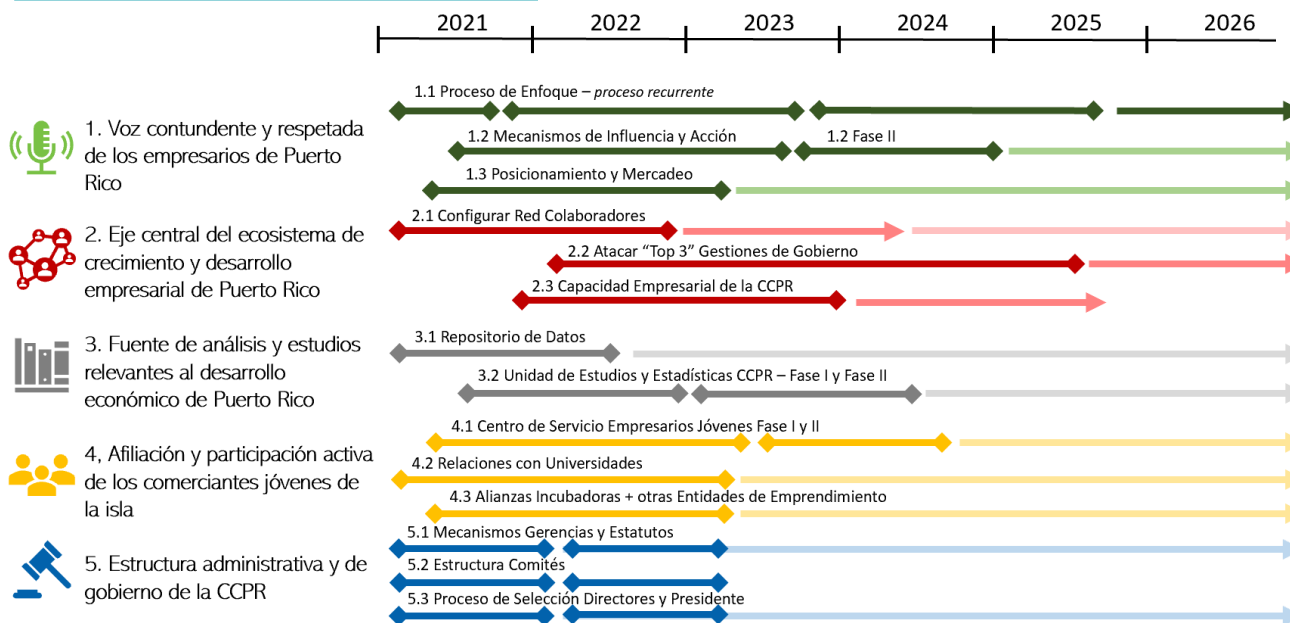 2021 2022 2023 2024 2025 2026
1.1 Proceso de Enfoque – proceso recurrente
1. Voz contundente y respetada
de los empresarios de Puerto
Rico
1.2 Mecanismos de Influencia y Acción
1.2 Fase II
1.3 Posicionamiento y Mercadeo
2. Eje central del ecosistema de
crecimiento y desarrollo
empresarial de Puerto Rico
2.1 Configurar Red Colaboradores
2.2 Atacar “Top 3” Gestiones de Gobierno
2.3 Capacidad Empresarial de la CCPR
3. Fuente de análisis y estudios
relevantes al desarrollo
económico de Puerto Rico
3.1 Repositorio de Datos
3.2 Unidad de Estudios y Estadísticas CCPR – Fase I y Fase II
4, Afiliación y participación activa
de los comerciantes jóvenes de
la isla
4.1 Centro de Servicio Empresarios Jóvenes Fase I y II
4.2 Relaciones con Universidades
4.3 Alianzas Incubadoras + otras Entidades de Emprendimiento
5. Estructura administrativa y de
gobierno de la CCPR
5.1 Mecanismos Gerencias y Estatutos
5.2 Estructura Comités
5.3 Proceso de Selección Directores y Presidente